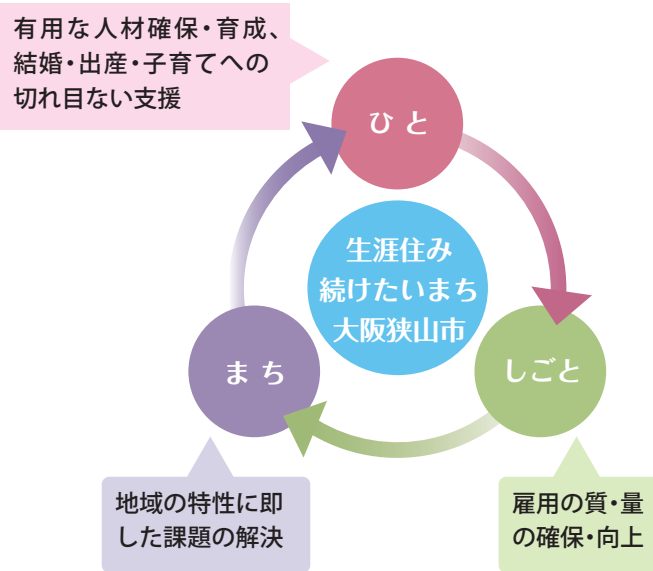 有用な人材確保・育成、
結婚・出産・子育てへの
切れ目ない支援
ひと
生涯住み
続けたいまち
大阪狭山市
まち
しごと
地域の特性に即
した課題の解決
雇用の質・量
の確保・向上